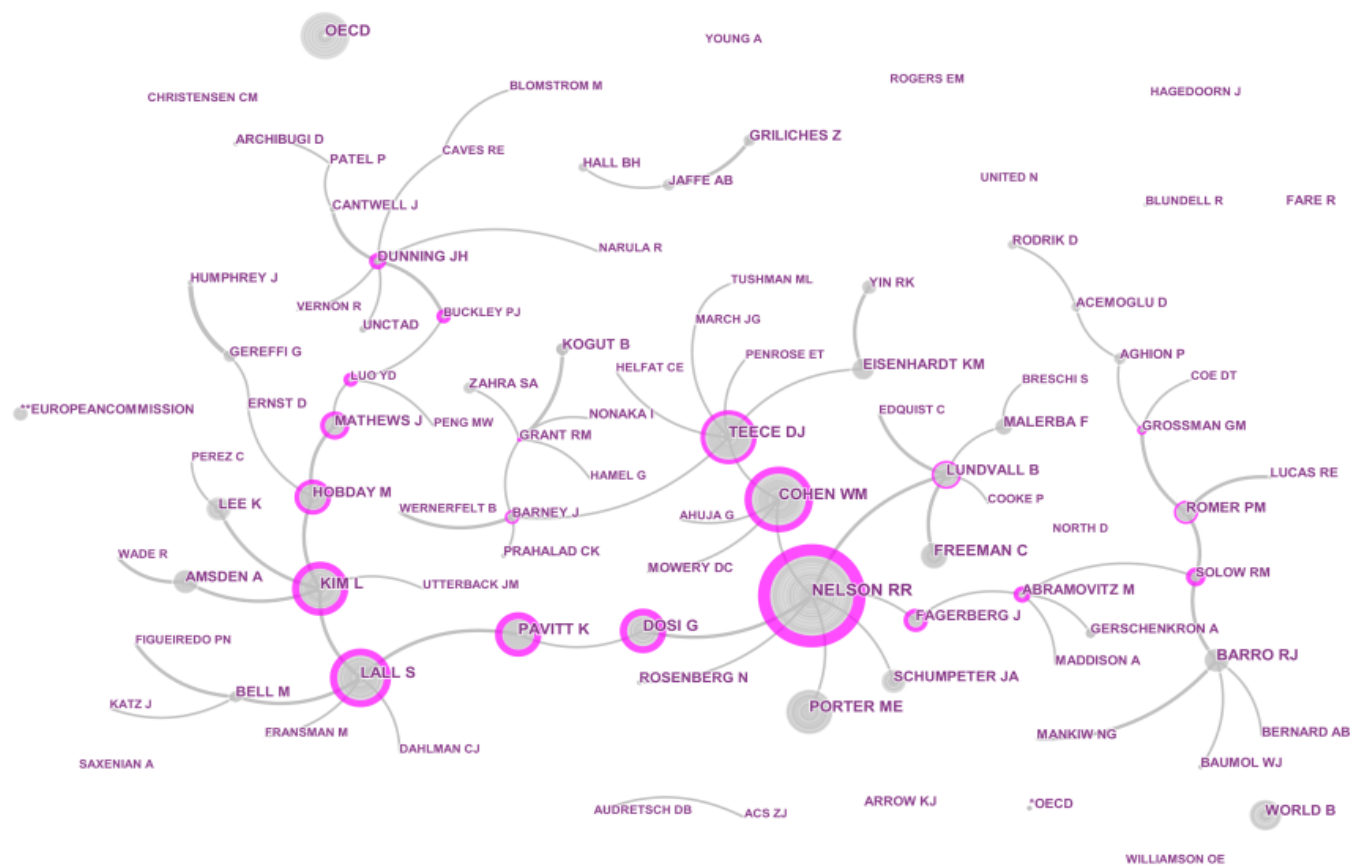 OECD
YOUNG A
ROGERS EM
BLOMSTROM M
HAGEDOORN J
CHRISTENSEN CM
ARCHIBUGI D
GRILICHES Z
CAVES RE
PATEL P
HALL BH
JAFFE AB
UNITED N
BLUNDELL R
FARE R
CANTWELL J
RODRIK D
NARULA R
DUNNING JH
HUMPHREY J
TUSHMAN ML
YIN RK
ACEMOGLU D
VERNON R
BUCKLEY PJ
MARCH JG
UNCTAD
KOGUT B
GEREFFI G
PENROSE ET
AGHION P
EISENHARDT KM
HELFAT CE
LUO YD
BRESCHI S
COE DT
ZAHRA SA
ERNST D
**EUROPEANCOMMISSION
NONAKA I
EDQUIST C
MATHEWS J
PENG MW
MALERBA F
GROSSMAN GM
TEECE DJ
GRANT RM
PEREZ C
LUNDVALL B
LUCAS RE
HAMEL G
COHEN WM
HOBDAY M
COOKE P
LEE K
WERNERFELT B
BARNEY J
ROMER PM
AHUJA G
NORTH D
FREEMAN C
WADE R
PRAHALAD CK
MOWERY DC
SOLOW RM
AMSDEN A
KIM L
UTTERBACK JM
NELSON RR
ABRAMOVITZ M
FAGERBERG J
DOSI G
PAVITT K
GERSCHENKRON A
FIGUEIREDO PN
BARRO RJ
MADDISON A
LALL S
ROSENBERG N
SCHUMPETER JA
BELL M
KATZ J
PORTER ME
FRANSMAN M
MANKIW NG
BERNARD AB
DAHLMAN CJ
SAXENIAN A
BAUMOL WJ
ARROW KJ
*OECD
AUDRETSCH DB
ACS ZJ
WORLD B
WILLIAMSON OE